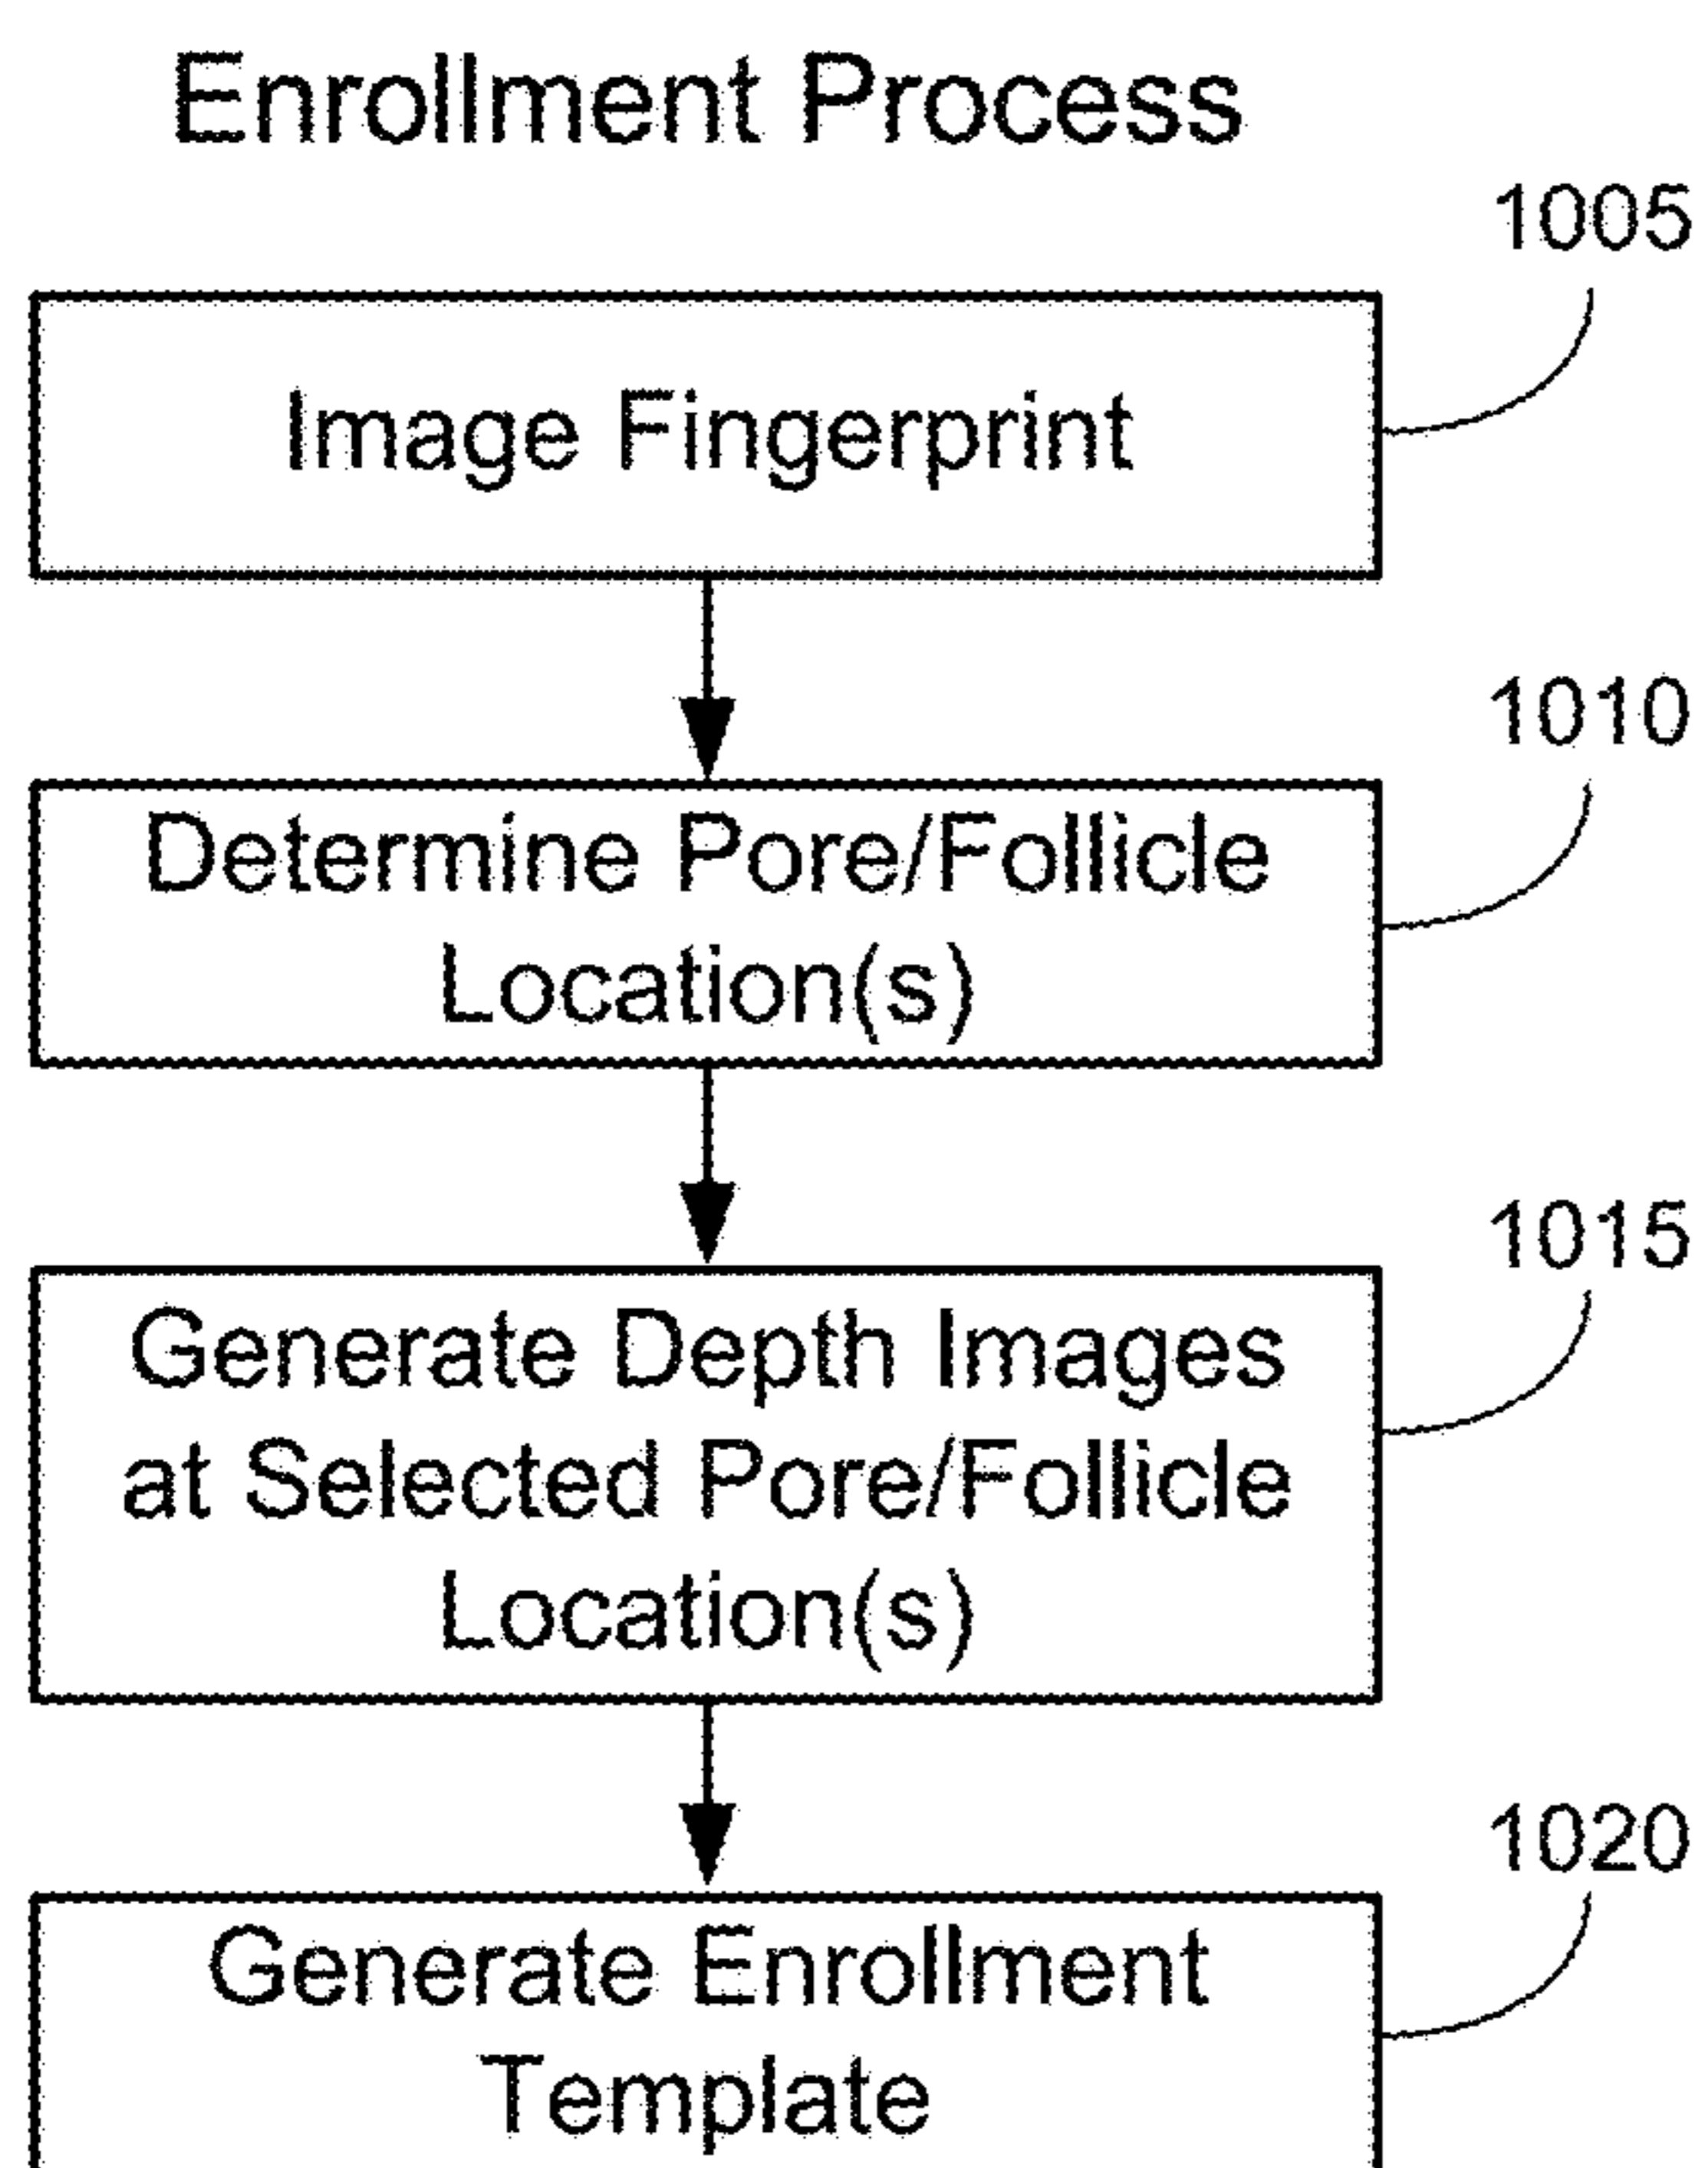 Enrollment Process
1005
Image Fingerprint
1010
Determine Pore/Follicle
Location(s)
1015
Generate Depth Images
at Selected Pore/Follicle
Location(s)
1020
Generate Enrollment
Template